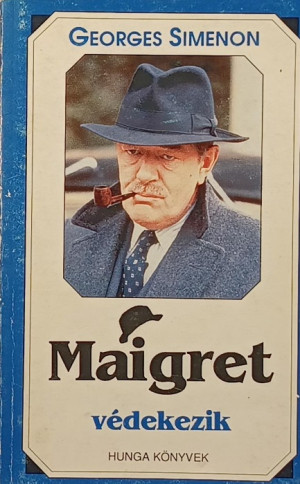 GEORGES SIMENON
Maigret
védekezik
HUNGA KÖNYVEK